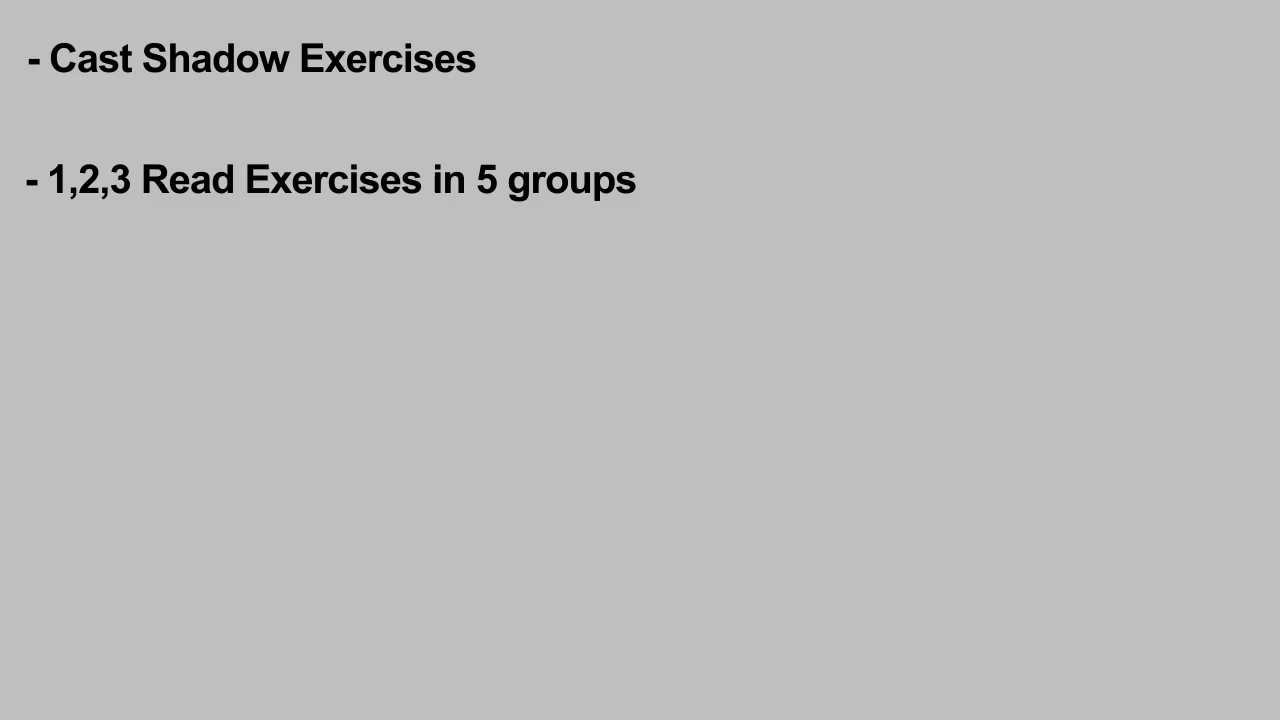 - Cast Shadow Exercises
- 1,2,3 Read Exercises in 5 groups